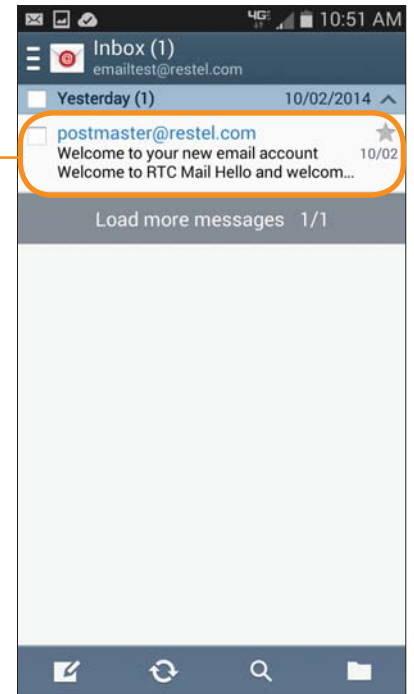 4G 10:51 AM
Inbox (1)
emailtest@restel.com
Yesterday (1) 10/02/2014
postmaster@restel.com
Welcome to your new email account 10/02
Welcome to RTC Mail Hello and welcom...
Load more messages 1/1